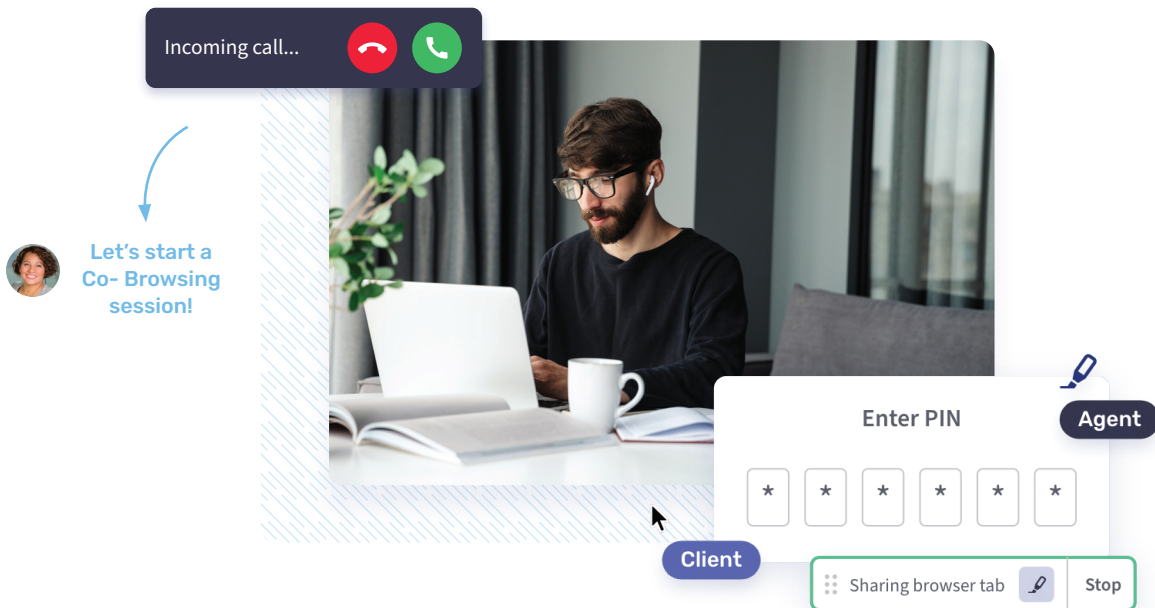 Incoming call...
Let's start a
Co- Browsing
session!
Enter PIN
Agent
* * * * * *
Client
Sharing browser tab
Stop